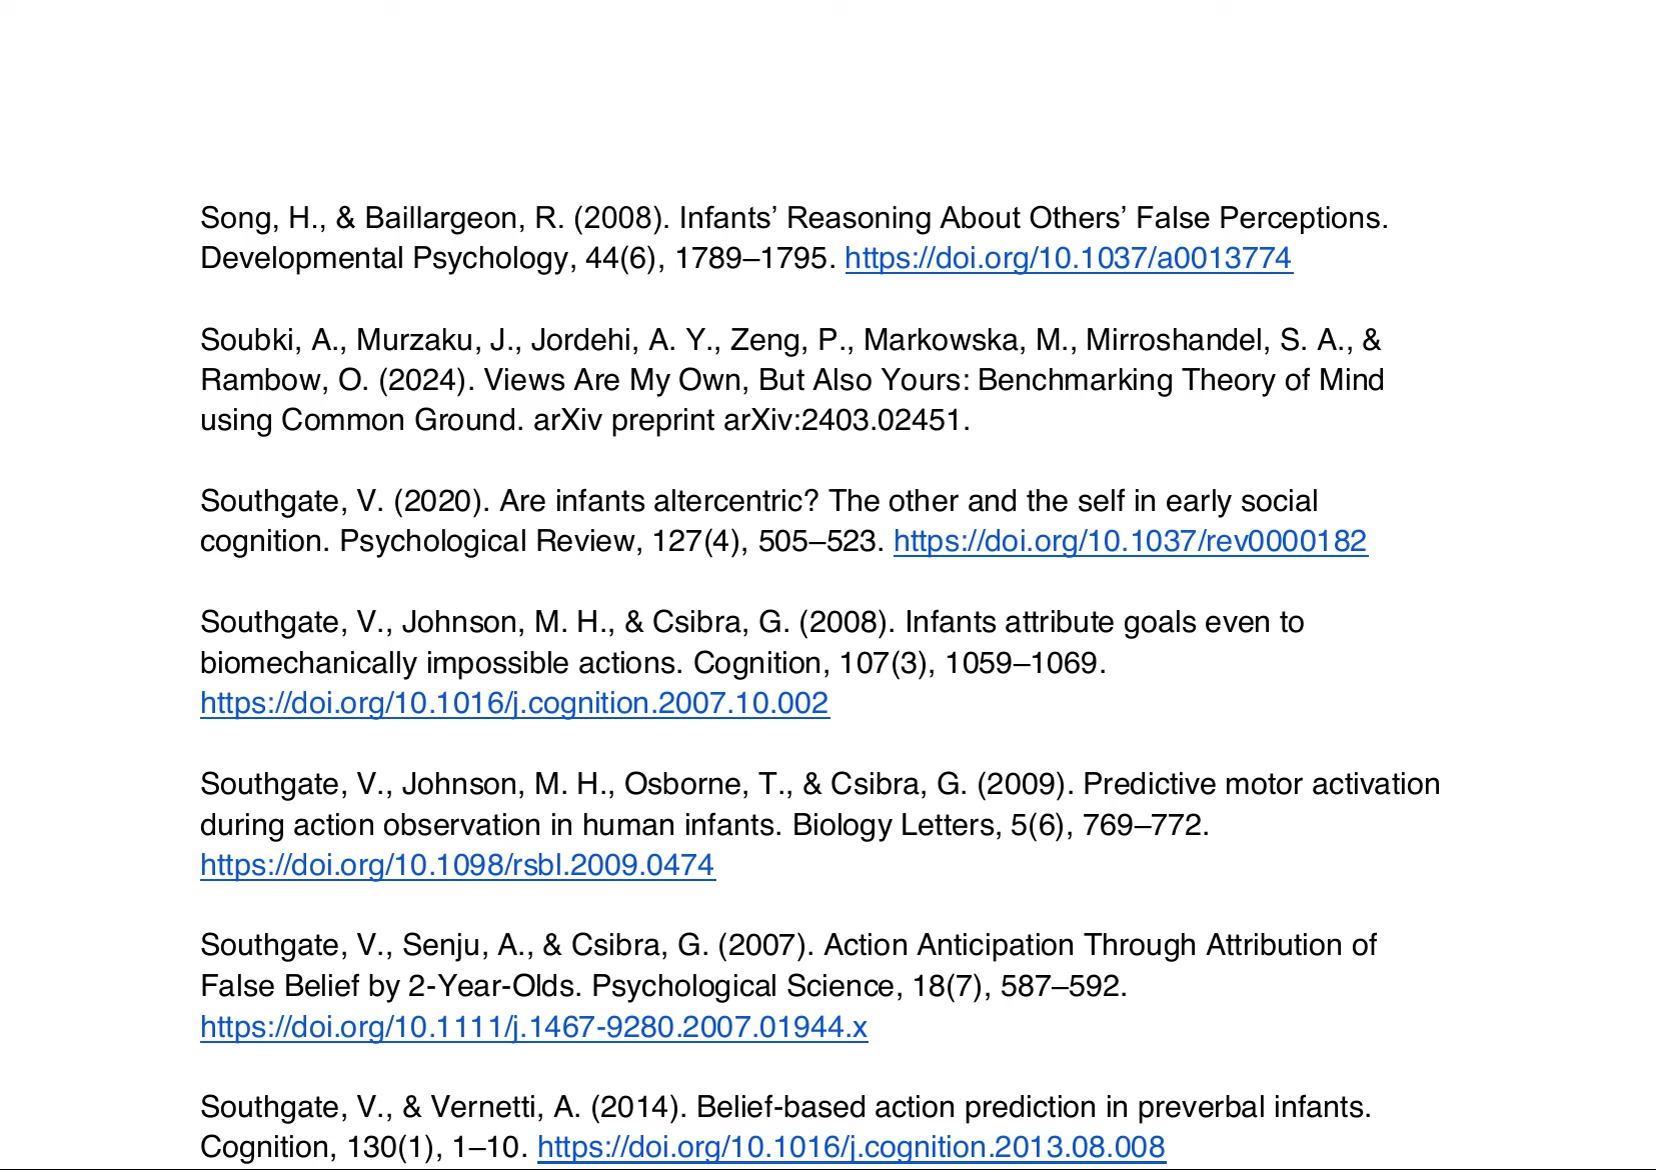 Song, H., & Baillargeon, R. (2008). Infants’ Reasoning About Others’ False Perceptions.
Developmental Psychology, 44(6), 1789–1795. https://doi.org/10.1037/a0013774
Soubki, A., Murzaku, J., Jordehi, A. Y., Zeng, P., Markowska, M., Mirroshandel, S. A., &
Rambow, O. (2024). Views Are My Own, But Also Yours: Benchmarking Theory of Mind
using Common Ground. arXiv preprint arXiv:2403.02451.
Southgate, V. (2020). Are infants altercentric? The other and the self in early social
cognition. Psychological Review, 127(4), 505–523. https://doi.org/10.1037/rev0000182
Southgate, V., Johnson, M. H., & Csibra, G. (2008). Infants attribute goals even to
biomechanically impossible actions. Cognition, 107(3), 1059–1069.
https://doi.org/10.1016/j.cognition.2007.10.002
Southgate, V., Johnson, M. H., Osborne, T., & Csibra, G. (2009). Predictive motor activation
during action observation in human infants. Biology Letters, 5(6), 769–772.
https://doi.org/10.1098/rsbl.2009.0474
Southgate, V., Senju, A., & Csibra, G. (2007). Action Anticipation Through Attribution of
False Belief by 2-Year-Olds. Psychological Science, 18(7), 587–592.
https://doi.org/10.1111/j.1467-9280.2007.01944.x
Southgate, V., & Vernetti, A. (2014). Belief-based action prediction in preverbal infants.
Cognition, 130(1), 1–10. https://doi.org/10.1016/j.cognition.2013.08.008